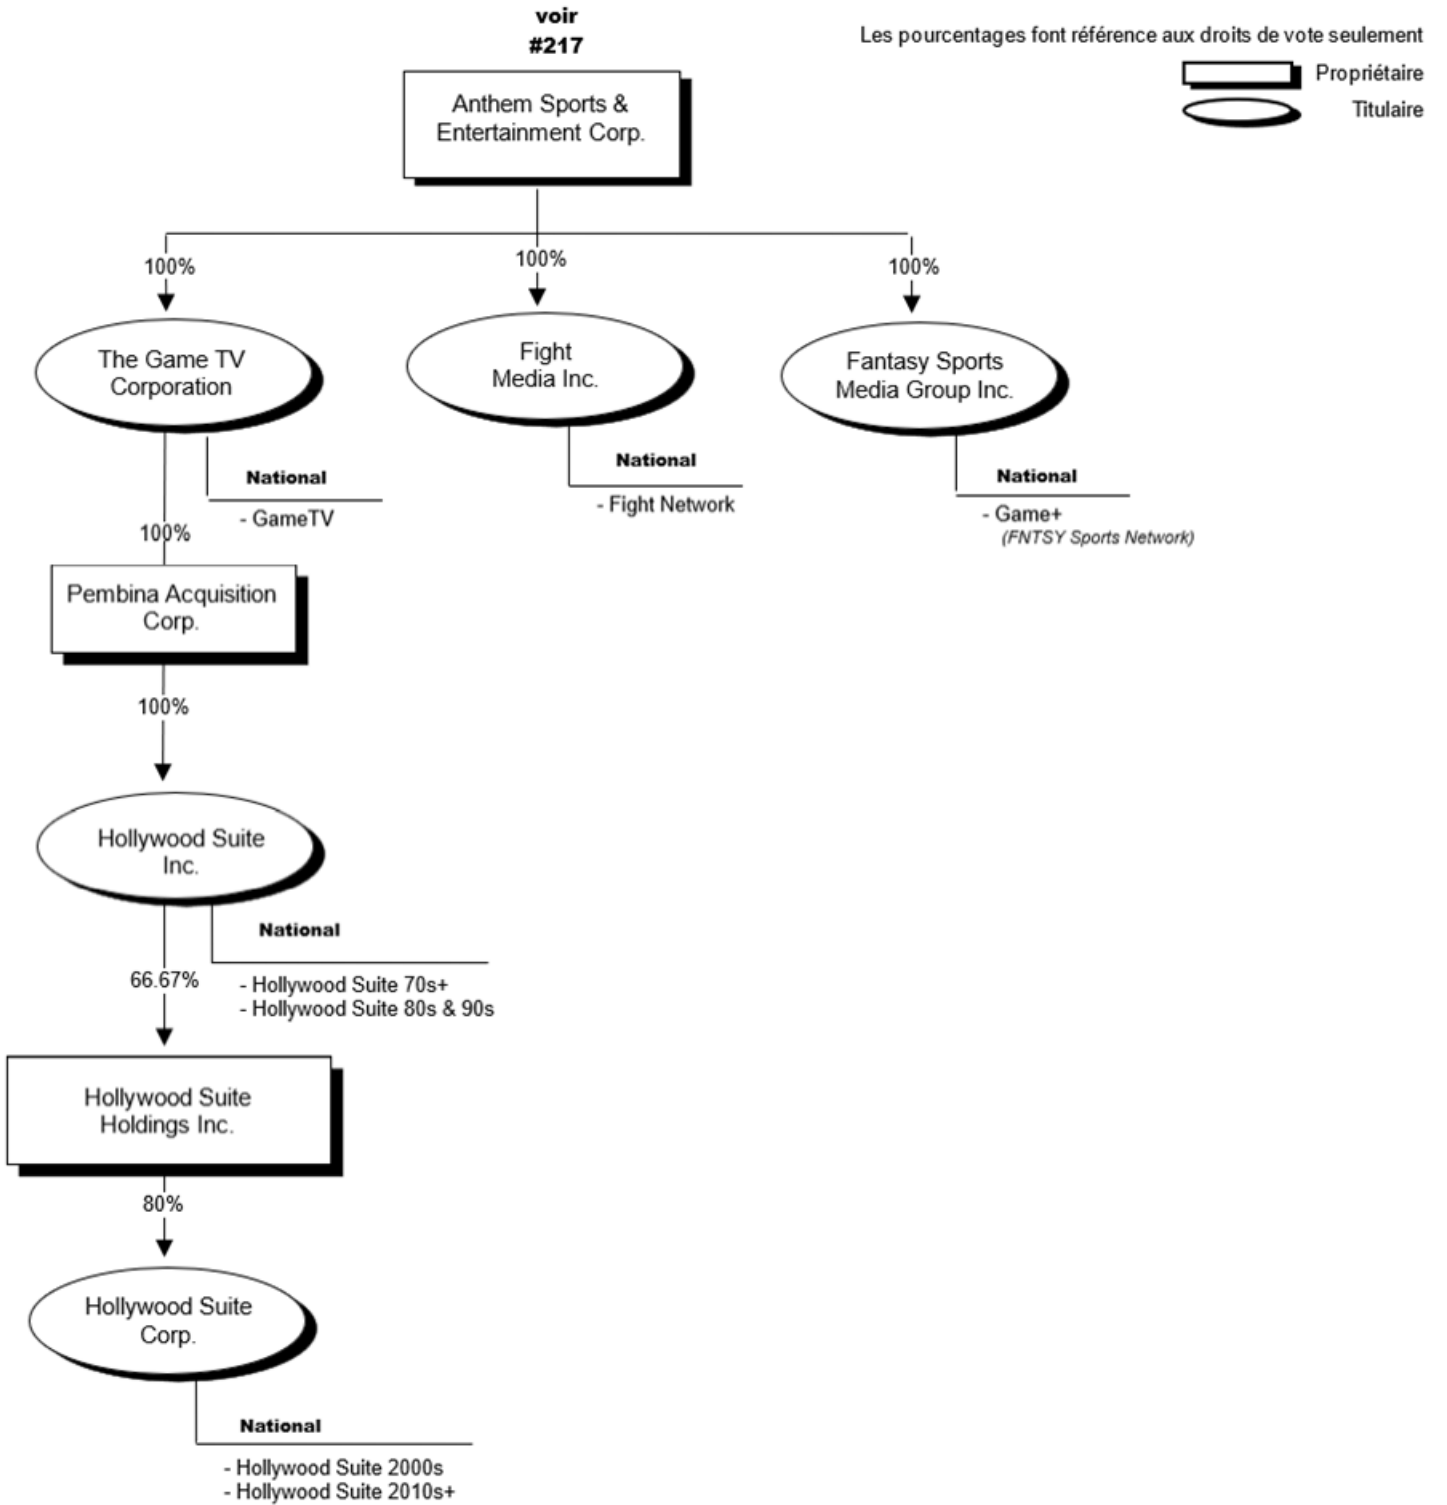 voir
#217
Les pourcentages font référence aux droits de vote seulement
Propriétaire
Titulaire
Anthem Sports &
Entertainment Corp.
100%
100%
100%
The Game TV
Corporation
Fight
Media Inc.
Fantasy Sports
Media Group Inc.
National
- GameTV
National
- Fight Network
National
- Game+
(FNTSY Sports Network)
100%
Pembina Acquisition
Corp.
100%
Hollywood Suite
Inc.
National
- Hollywood Suite 70s+
- Hollywood Suite 80s & 90s
66.67%
Hollywood Suite
Holdings Inc.
80%
Hollywood Suite
Corp.
National
- Hollywood Suite 2000s
- Hollywood Suite 2010s+